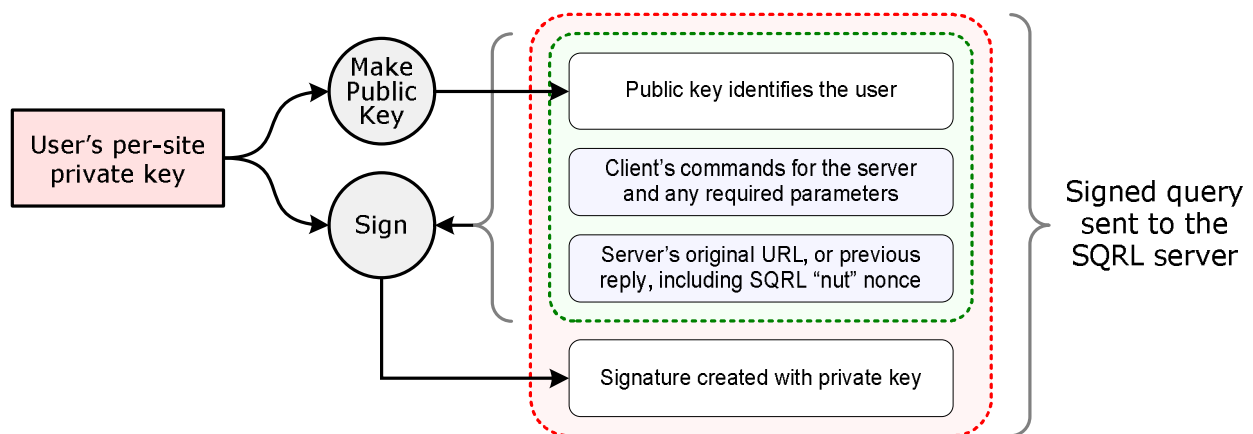 Make
Public
Key
Public key identifies the user
User’s per-site
private key
Client’s commands for the server
and any required parameters
Sign
Signed query
sent to the
SQRL server
Server’s original URL, or previous
reply, including SQRL “nut” nonce
Signature created with private key